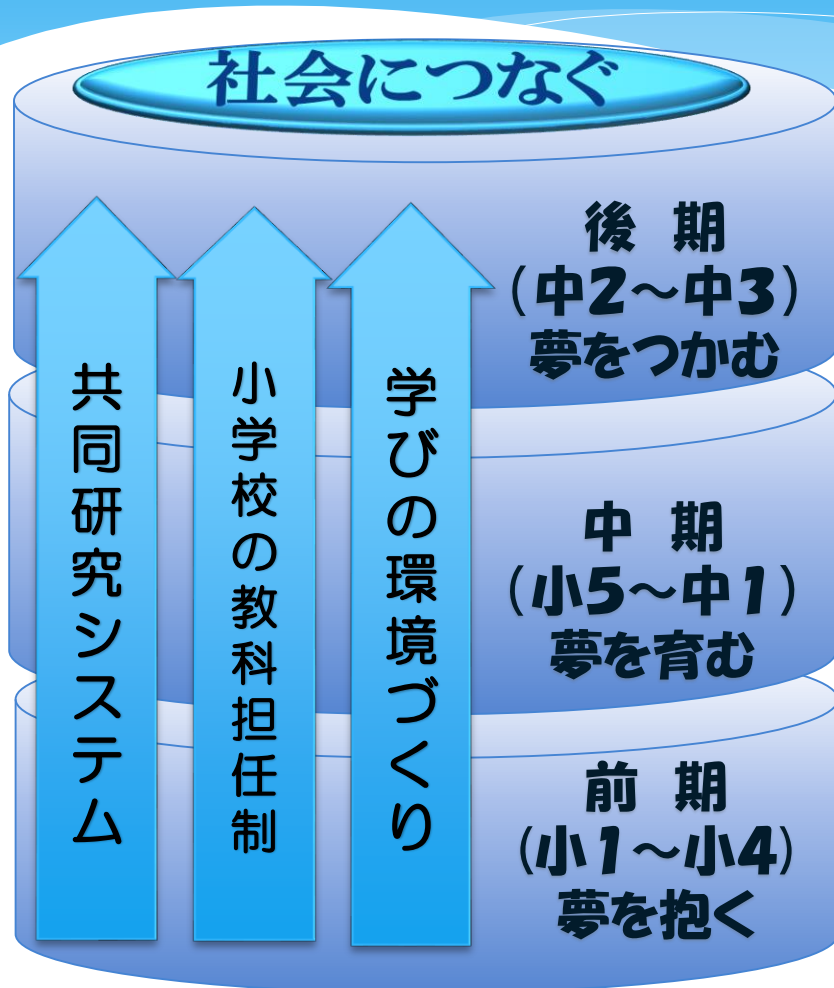 社会につなぐ
共同研究システム
小学校の教科担任制
学びの環境づくり
後 期
(中2～中3)
夢をつかむ
中 期
(小5～中1)
夢を育む
前 期
(小1～小4)
夢を抱く